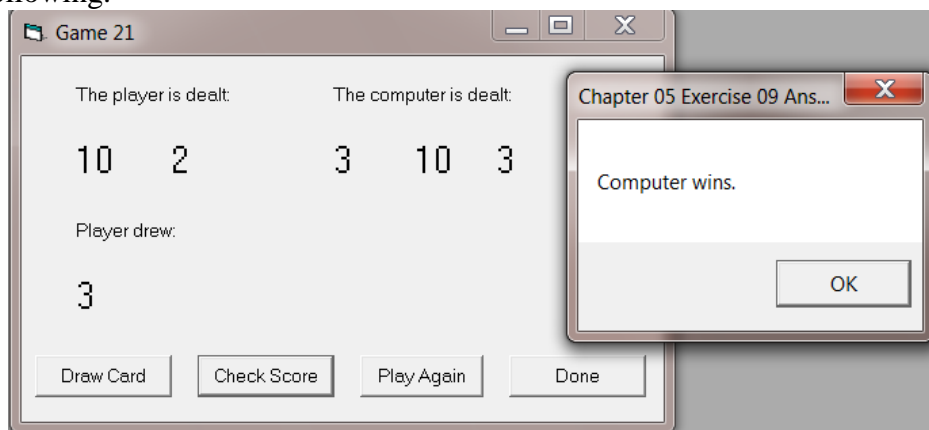 Game 21
The player is dealt:
The computer is dealt:
10 2
3 10 3
Player drew:
3
Draw Card
Check Score
Play Again
Done
Chapter 05 Exercise 09 Ans...
Computer wins.
OK